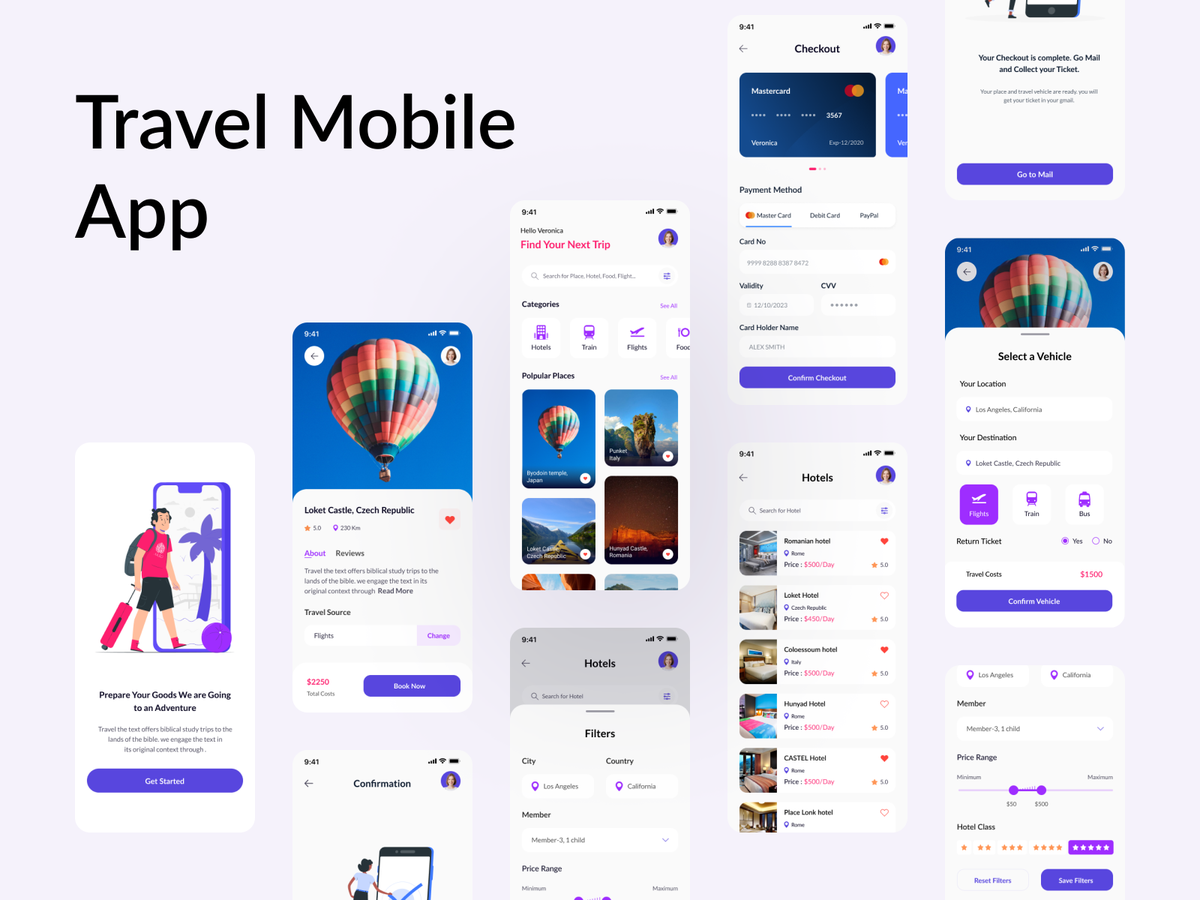 Travel Mobile
App
Prepare Your Goods We are Going
to an Adventure
Travel the text offers biblical study trips to the
lands of the bible. we engage the text in
its original context through .
Get Started
9:41
Loket Castle, Czech Republic
5.0
230 Km
About
Reviews
Travel the text offers biblical study trips to the
lands of the bible. we engage the text in its
original context through Read More
Travel Source
Flights
Change
$2250
Total Costs
Book Now
9:41
Confirmation
9:41
Hello Veronica
Find Your Next Trip
Search for Place, Hotel, Food, Flight...
Categories
See All
Hotels
Train
Flights
Food
Polpular Places
See All
Byodoin temple,
Japan
Punket
Italy
Loket Castle,
Czech Republic
Hunyad Castle,
Romania
9:41
Hotels
Search for Hotel
Filters
City
Country
Los Angeles
California
Member
Member-3, 1 child
Price Range
Minimum
Maximum
9:41
Checkout
Mastercard
Ma
**** **** **** 3567
Veronica
Exp-12/2020
Ver
Payment Method
Master Card
Debit Card
PayPal
Card No
9999 8288 8387 8472
Validity
CVV
12/10/2023
Card Holder Name
ALEX SMITH
Confirm Checkout
9:41
Hotels
Search for Hotel
Romanian hotel
Rome
Price : $500/Day
5.0
Loket Hotel
Czech Republic
Price : $450/Day
5.0
Coloessoum hotel
Italy
Price : $500/Day
5.0
Hunyad Hotel
Rome
Price : $500/Day
5.0
CASTEL Hotel
Rome
Price : $500/Day
5.0
Place Lonk hotel
Rome
Your Checkout is complete. Go Mail
and Collect your Ticket.
Your place and travel vehicle are ready, you will
get your ticket in your gmail.
Go to Mail
9:41
Select a Vehicle
Your Location
Los Angeles, California
Your Destination
Loket Castle, Czech Republic
Flights
Train
Bus
Return Ticket
Yes
No
Travel Costs
$1500
Confirm Vehicle
Los Angeles
California
Member
Member-3, 1 child
Price Range
Minimum
Maximum
$50
$500
Hotel Class
Reset Filters
Save Filters